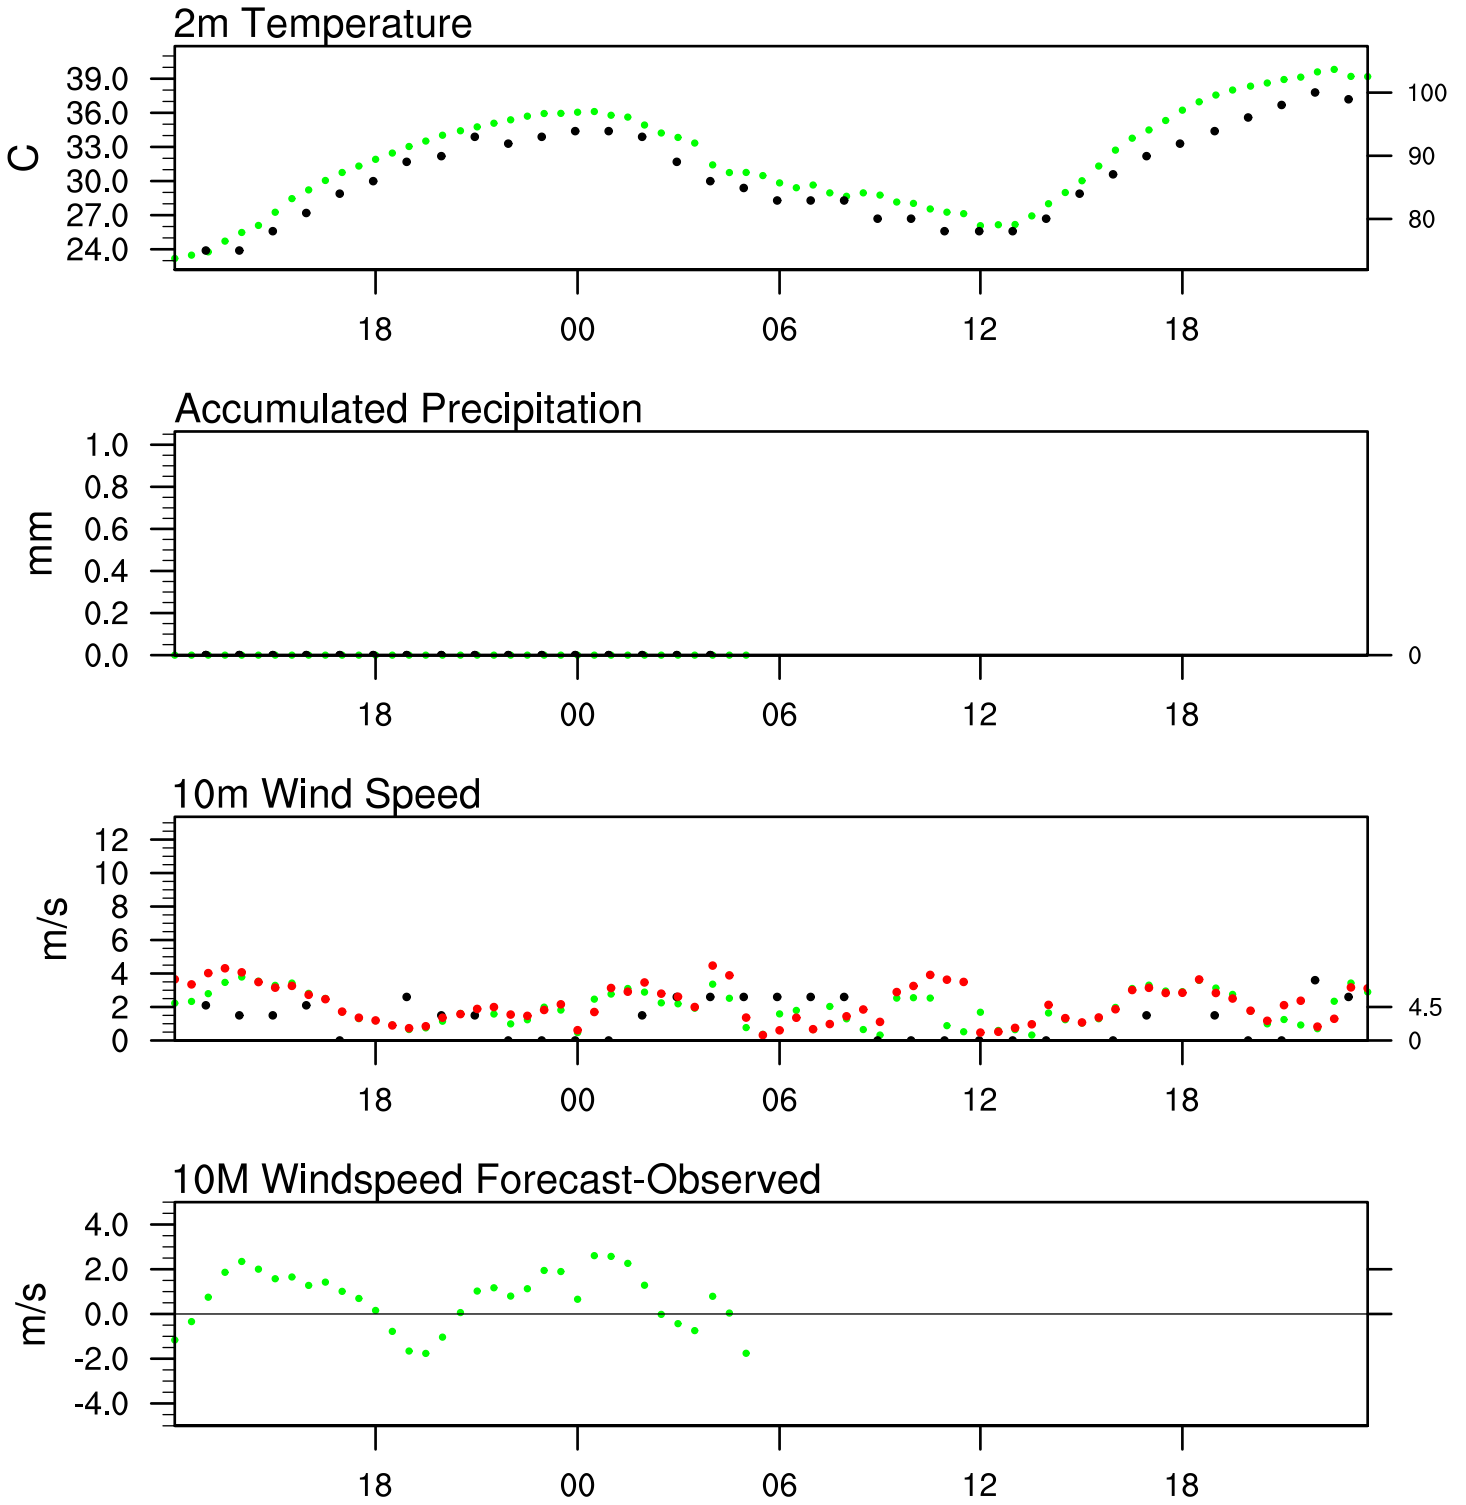 2m Temperature
C
39.0
36.0
33.0
30.0
27.0
24.0
100
90
80
18 00 06 12 18
Accumulated Precipitation
mm
1.0
0.8
0.6
0.4
0.2
0.0
0
18 00 06 12 18
10m Wind Speed
m/s
12
10
8
6
4
2
0
4.5
0
18 00 06 12 18
10M Windspeed Forecast-Observed
m/s
4.0
2.0
0.0
-2.0
-4.0
18 00 06 12 18